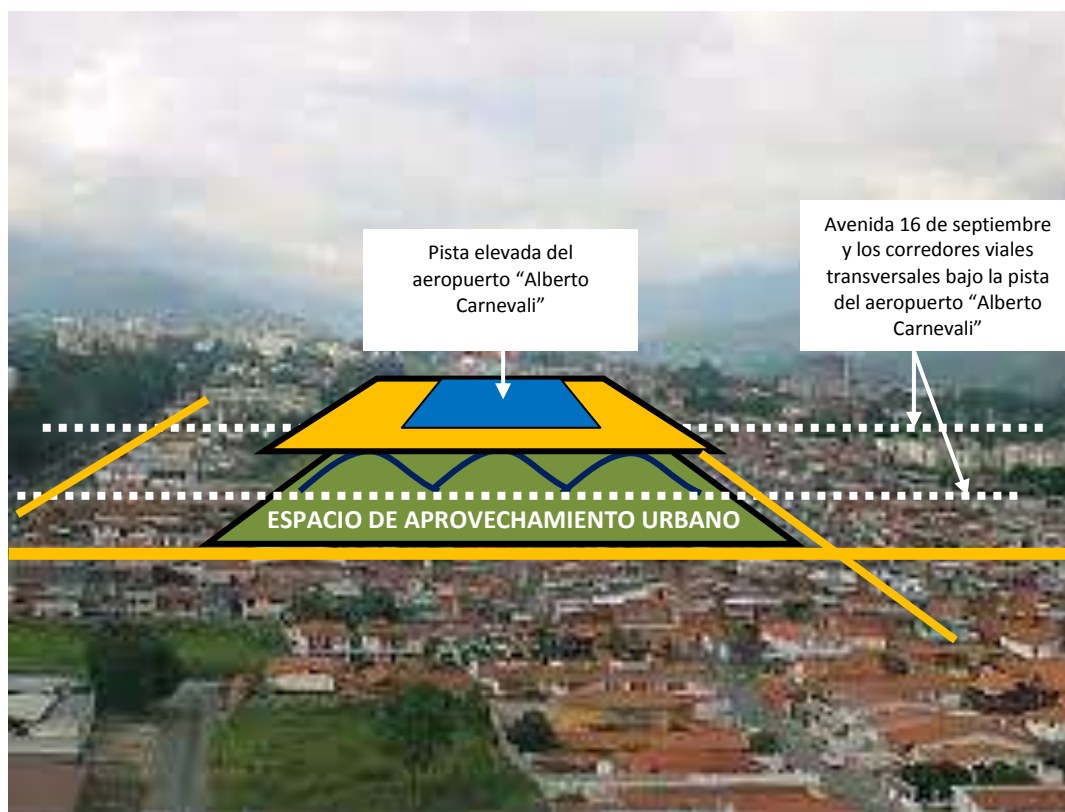 Pista elevada del
aeropuerto “Alberto
Carnevali”
Avenida 16 de septiembre
y los corredores viales
transversales bajo la pista
del aeropuerto “Alberto
Carnevali”
ESPACIO DE APROVECHAMIENTO URBANO